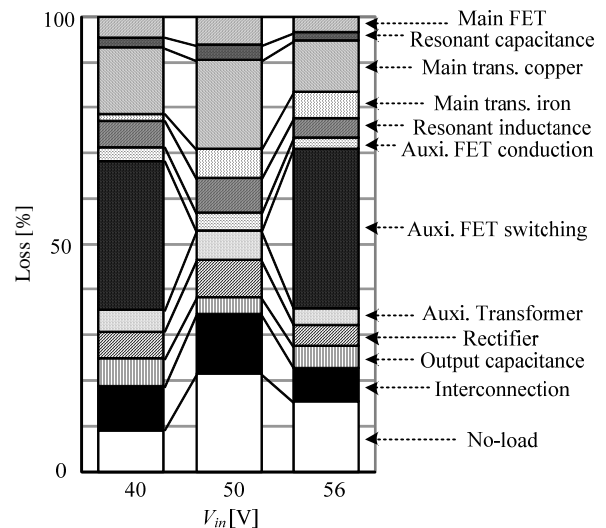 100
50
0
Loss [%]
40
50
56
Vin [V]
Main FET
Resonant capacitance
Main trans. copper
Main trans. iron
Resonant inductance
Auxi. FET conduction
Auxi. FET switching
Auxi. Transformer
Rectifier
Output capacitance
Interconnection
No-load